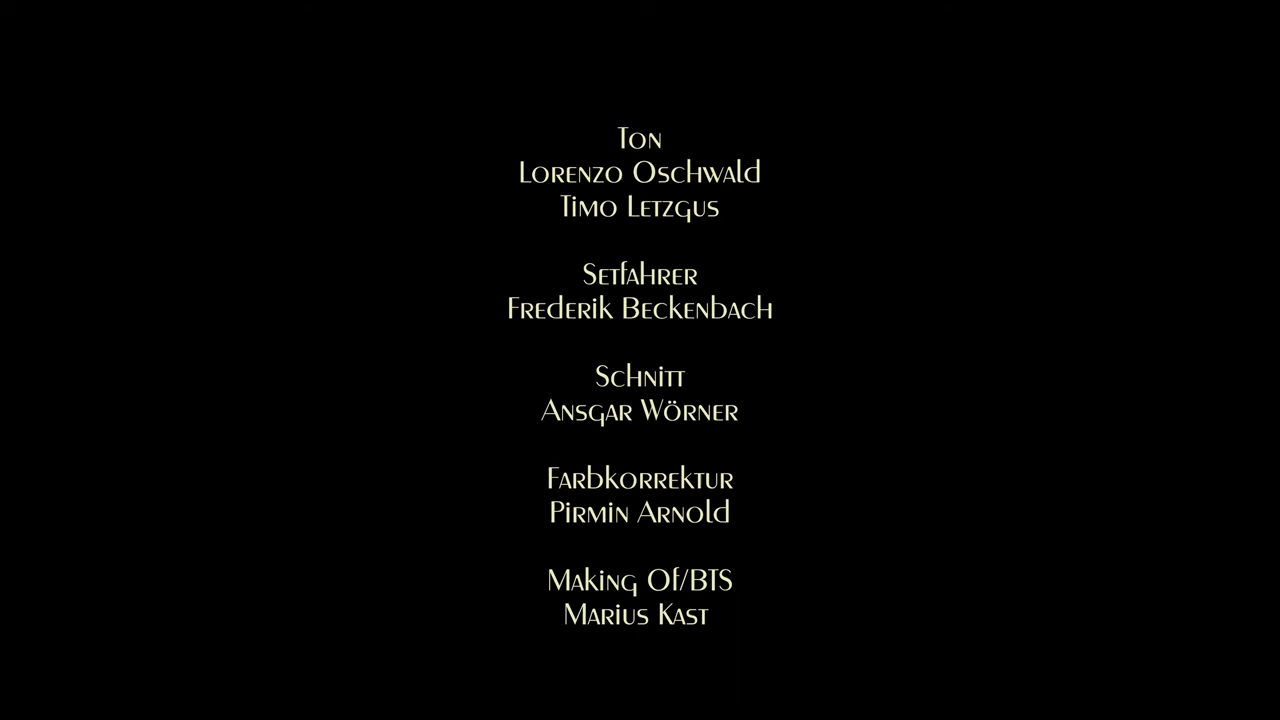 Ton
Lorenzo Oschwald
Timo Letzgus
Setfahrer
Frederik Beckenbach
Schnitt
Ansgar Wörner
Farbkorrektur
Pirmin Arnold
Making Of/BTS
Marius Kast